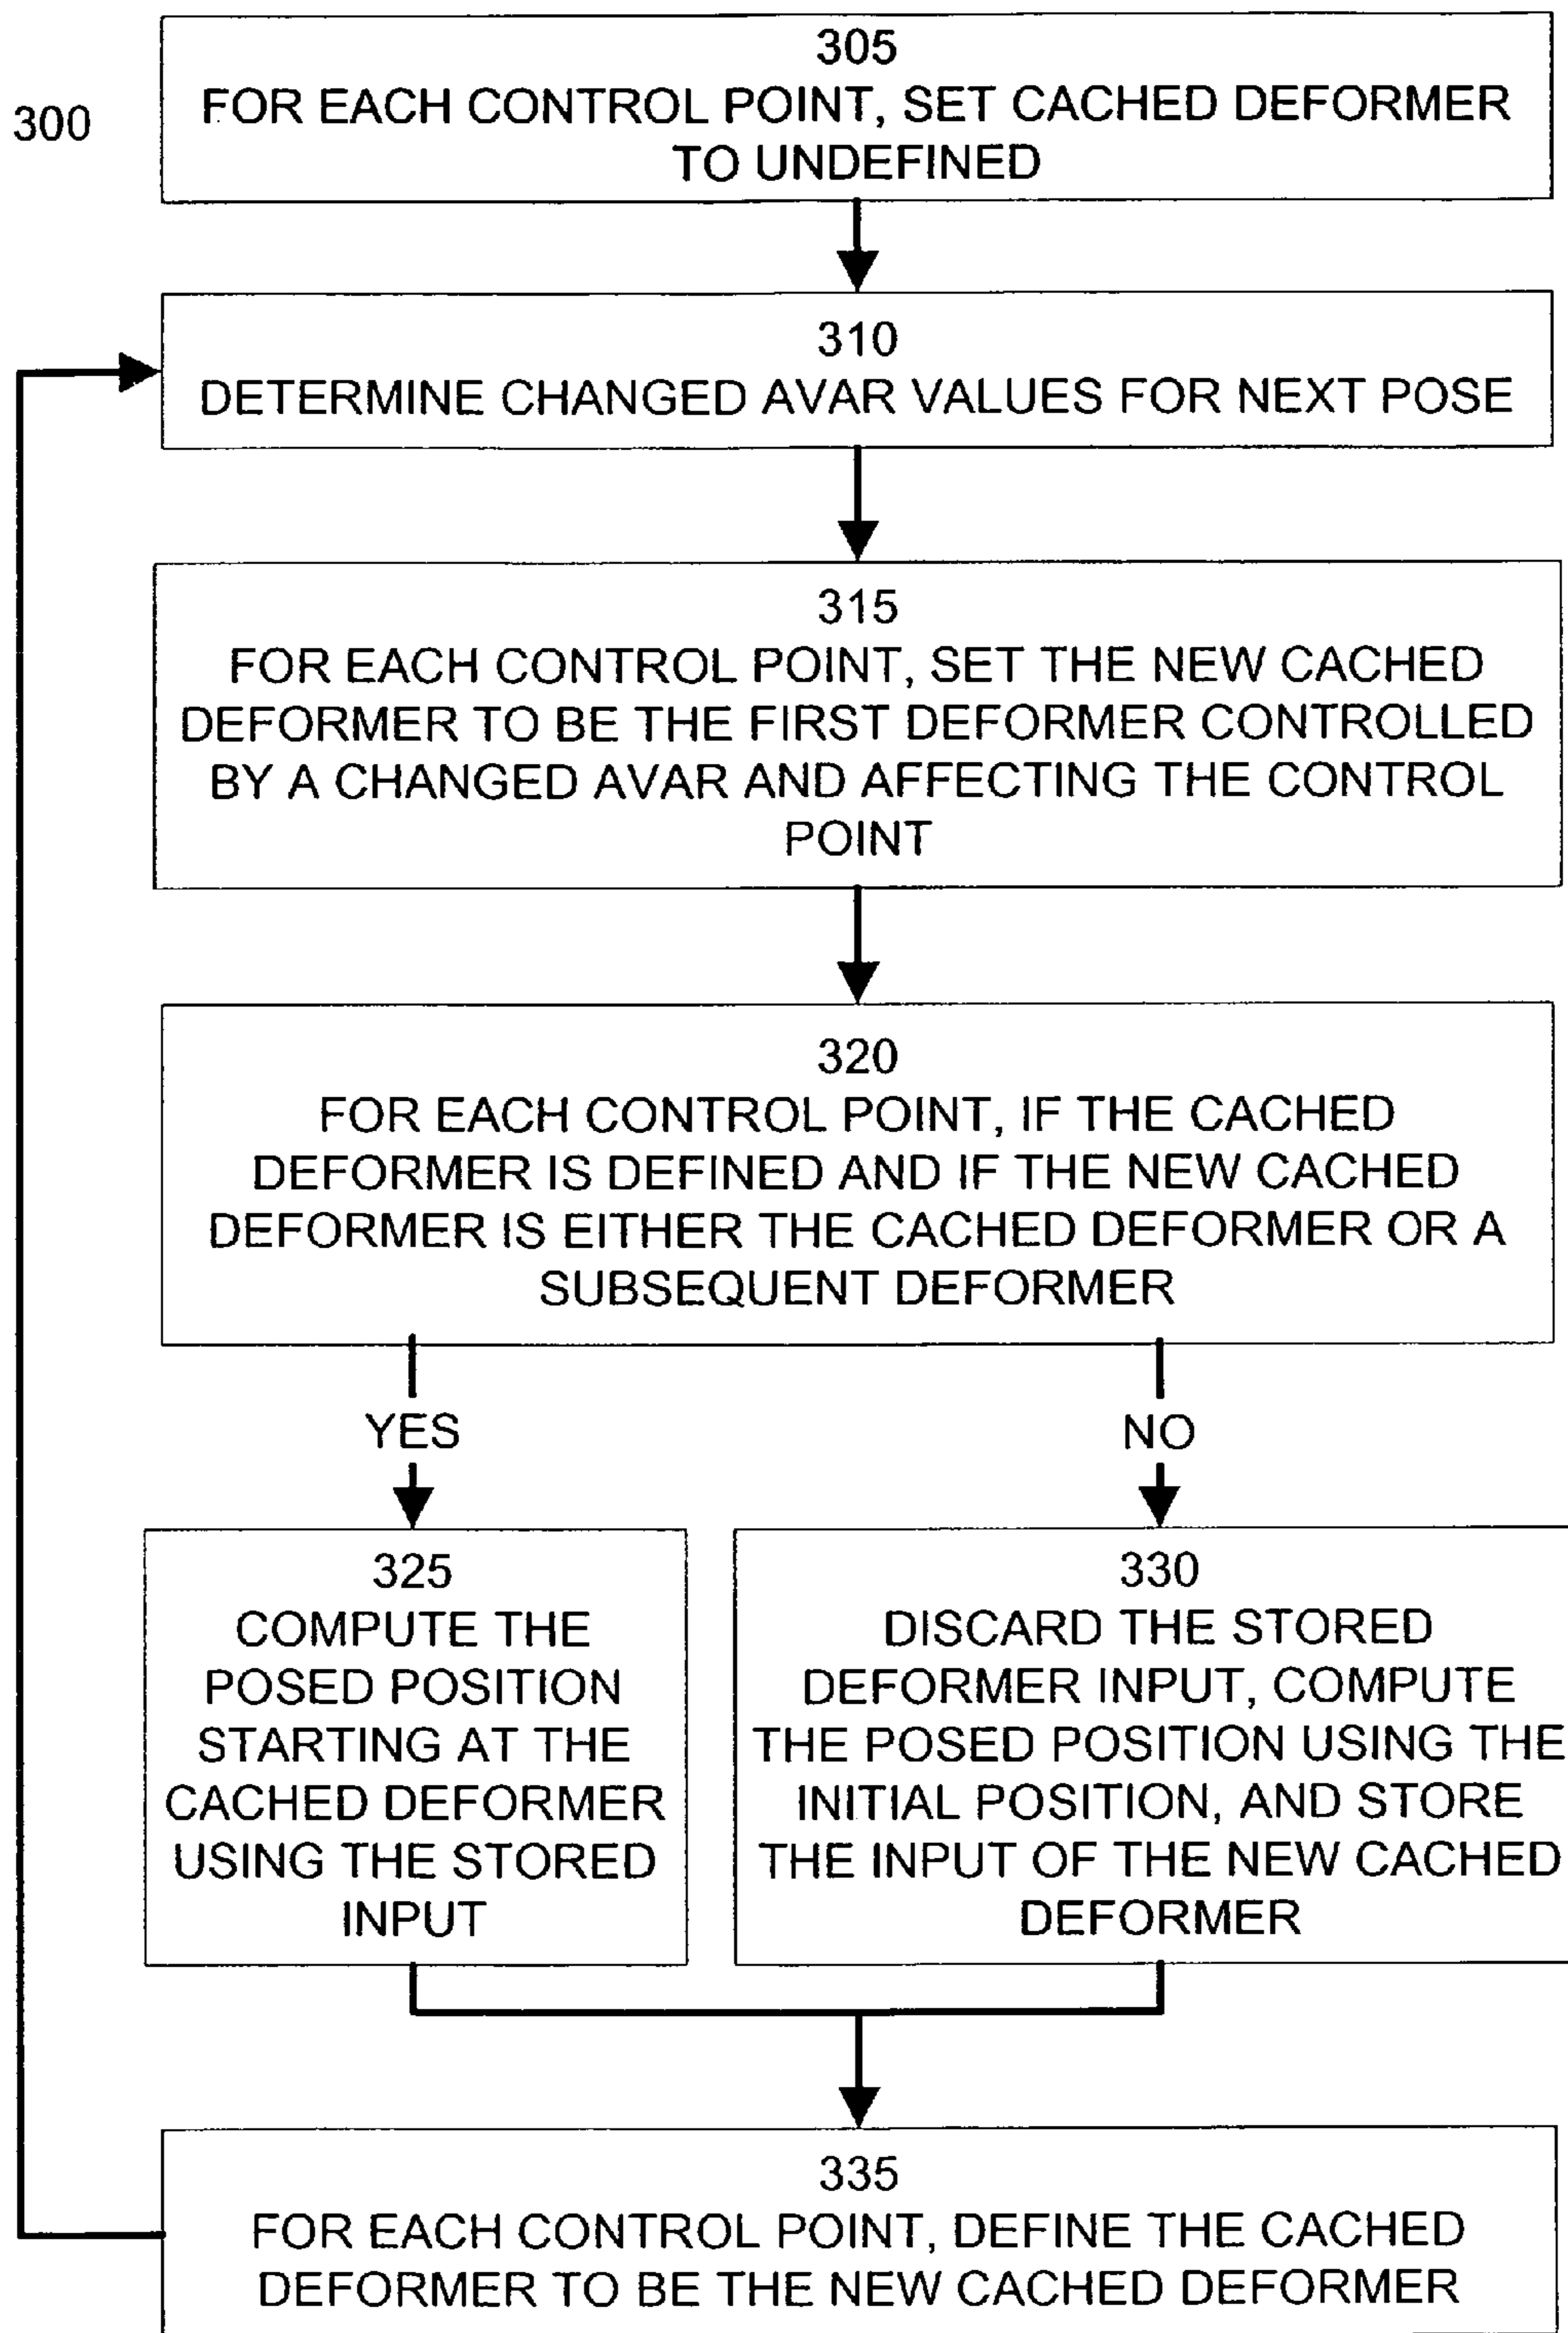 300
305
FOR EACH CONTROL POINT, SET CACHED DEFORMER
TO UNDEFINED
310
DETERMINE CHANGED AVAR VALUES FOR NEXT POSE
315
FOR EACH CONTROL POINT, SET THE NEW CACHED
DEFORMER TO BE THE FIRST DEFORMER CONTROLLED
BY A CHANGED AVAR AND AFFECTING THE CONTROL
POINT
320
FOR EACH CONTROL POINT, IF THE CACHED
DEFORMER IS DEFINED AND IF THE NEW CACHED
DEFORMER IS EITHER THE CACHED DEFORMER OR A
SUBSEQUENT DEFORMER
YES
NO
325
COMPUTE THE
POSED POSITION
STARTING AT THE
CACHED DEFORMER
USING THE STORED
INPUT
330
DISCARD THE STORED
DEFORMER INPUT, COMPUTE
THE POSED POSITION USING THE
INITIAL POSITION, AND STORE
THE INPUT OF THE NEW CACHED
DEFORMER
335
FOR EACH CONTROL POINT, DEFINE THE CACHED
DEFORMER TO BE THE NEW CACHED DEFORMER